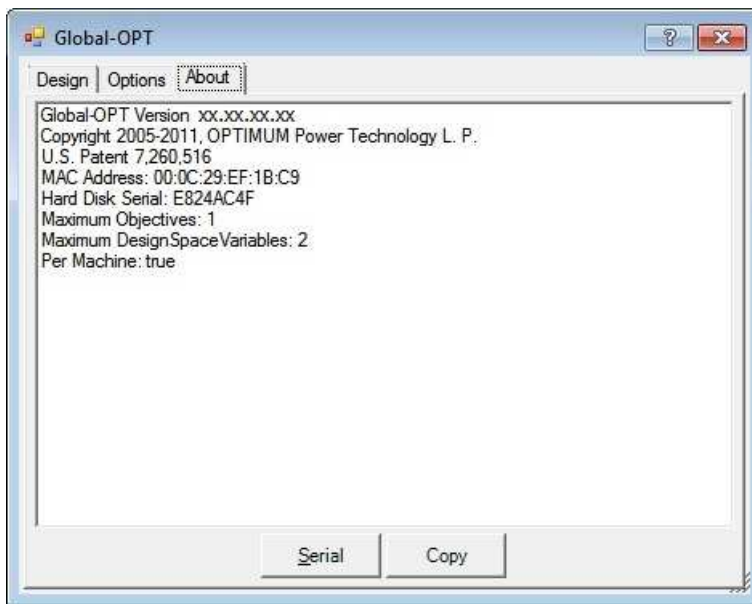 Global-OPT
Design Options About
Global-OPT Version xx.xx.xx.xx
Copyright 2005-2011, OPTIMUM Power Technology L. P.
U.S. Patent 7,260,516
MAC Address: 00:0C:29:EF:1B:C9
Hard Disk Serial: E824AC4F
Maximum Objectives: 1
Maximum DesignSpaceVariables: 2
Per Machine: true
Serial Copy